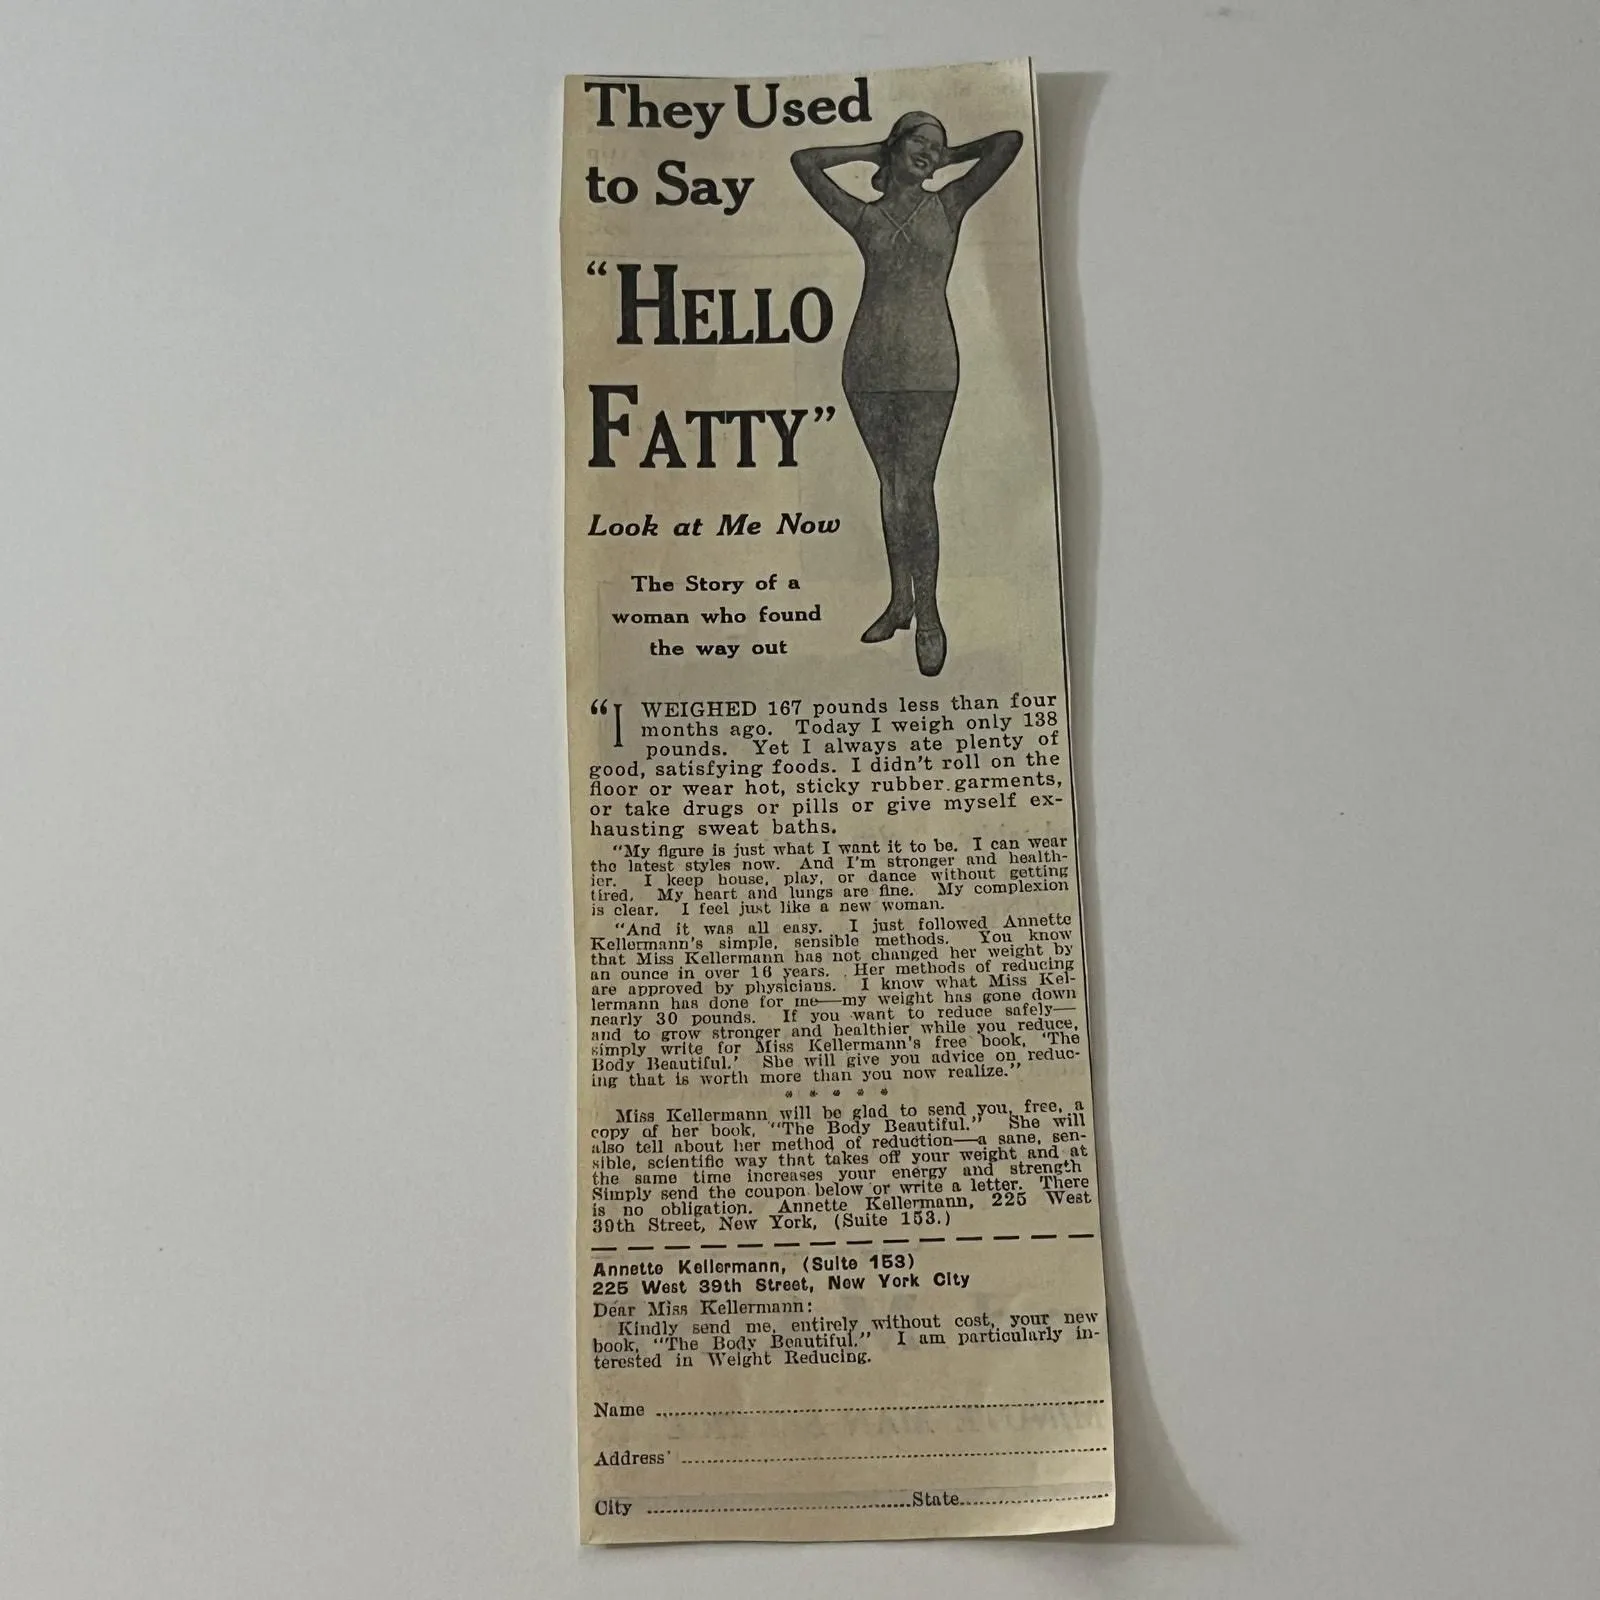 They Used
to Say
"HELLO
FATTY"
Look at Me Now
The Story of a
woman who found
the way out
"I WEIGHED 167 pounds less than four
months ago. Today I weigh only 138
pounds. Yet I always ate plenty of
good, satisfying foods. I didn't roll on the
floor or wear hot, sticky rubber garments,
or take drugs or pills or give myself ex-
hausting sweat baths.
"My figure is just what I want it to be. I can wear
the latest styles now. And I'm stronger and health-
ier. I keep house, play, or dance without getting
tired. My heart and lungs are fine. My complexion
is clear. I feel just like a new woman.
"And it was all easy. I just followed Annette
Kellermann's simple, sensible methods. You know
that Miss Kellermann has not changed her weight by
an ounce in over 16 years. Her methods of reducing
are approved by physicians. I know what Miss Kel-
lermann has done for me—my weight has gone down
nearly 30 pounds. If you want to reduce safely—
and to grow stronger and healthier while you reduce,
simply write for Miss Kellermann's free book, 'The
Body Beautiful.' She will give you advice on reduc-
ing that is worth more than you now realize."
* * * * *
Miss Kellermann will be glad to send you, free, a
copy of her book, "The Body Beautiful." She will
also tell about her method of reduction—a sane, sen-
sible, scientific way that takes off your weight and at
the same time increases your energy and strength
Simply send the coupon below or write a letter. There
is no obligation. Annette Kellermann, 225 West
39th Street, New York, (Suite 153.)
Annette Kellermann, (Suite 153)
225 West 39th Street, New York City
Dear Miss Kellermann:
Kindly send me, entirely without cost, your new
book, "The Body Beautiful." I am particularly in-
terested in Weight Reducing.
Name
Address
City State